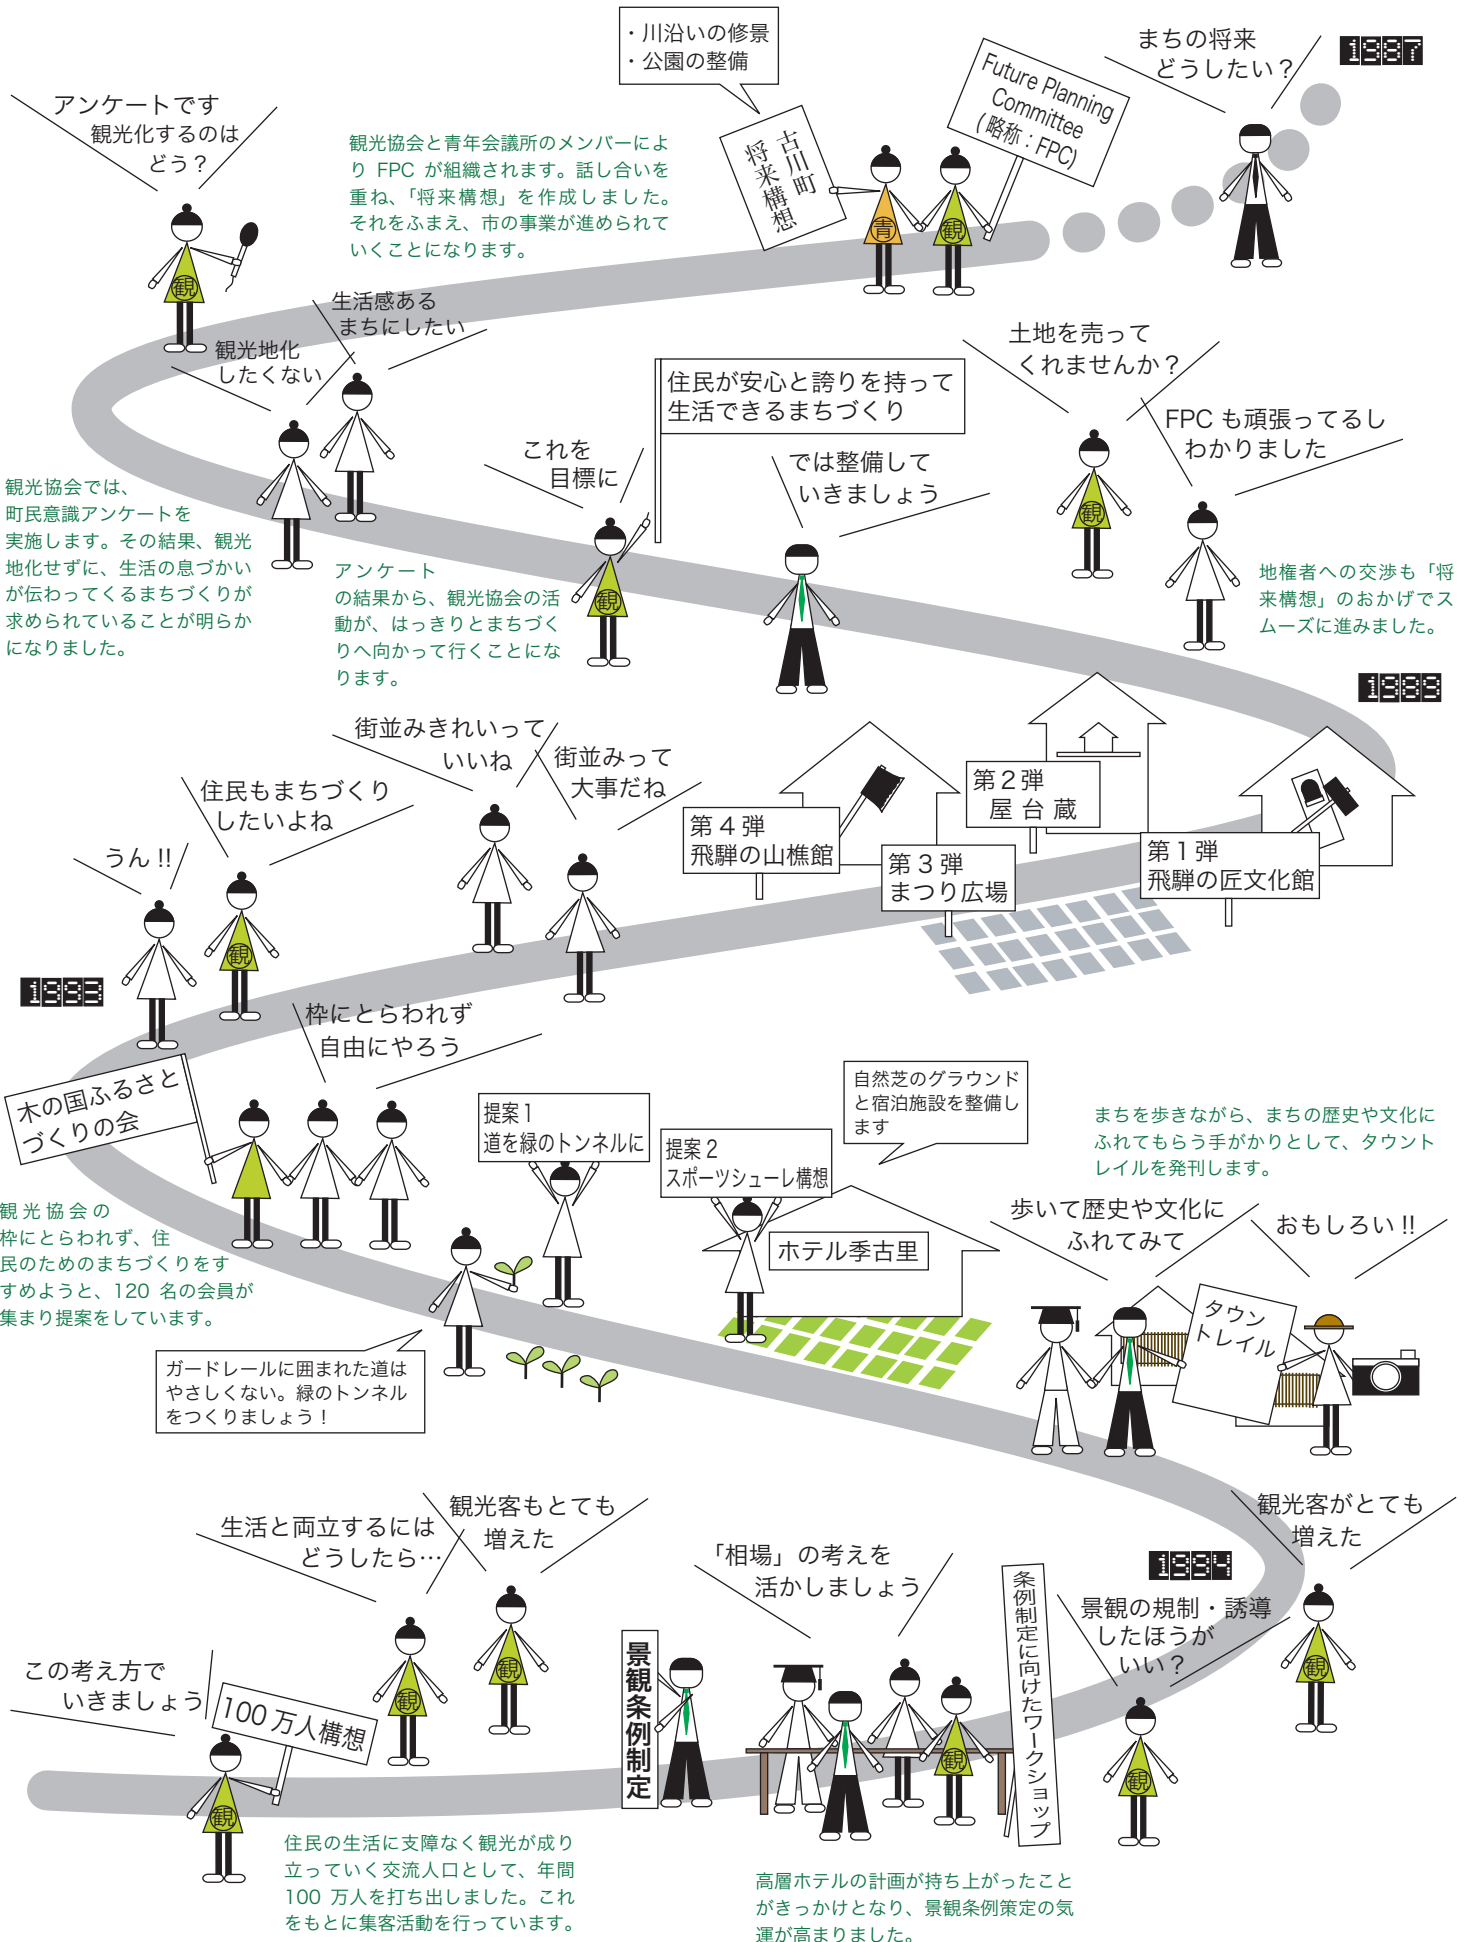 1987
まちの将来
どうしたい？
・川沿いの修景
・公園の整備
Future Planning
Committee
(略称：FPC)
古川町
将来構想
青
観
観光協会と青年会議所のメンバーによ
り FPC が組織されます。話し合いを
重ね、「将来構想」を作成しました。
それをふまえ、市の事業が進められて
いくことになります。
アンケートです
観光化するのは
どう？
観
生活感ある
まちにしたい
観光地化
したくない
観光協会では、
町民意識アンケートを
実施します。その結果、観光
地化せずに、生活の息づかい
が伝わってくるまちづくりが
求められていることが明らか
になりました。
これを
目標に
観
住民が安心と誇りを持って
生活できるまちづくり
アンケート
の結果から、観光協会の活
動が、はっきりとまちづく
りへ向かって行くことにな
ります。
では整備して
いきましょう
土地を売って
くれませんか？
観
FPC も頑張ってるし
わかりました
地権者への交渉も「将
来構想」のおかげでス
ムーズに進みました。
1989
第１弾
飛騨の匠文化館
第２弾
屋台蔵
第３弾
まつり広場
第４弾
飛騨の山樵館
街並みきれいって
いいね
街並みって
大事だね
住民もまちづくり
したいよね
観
うん !!
1993
木の国ふるさと
づくりの会
枠にとらわれず
自由にやろう
観光協会の
枠にとらわれず、住
民のためのまちづくりをす
すめようと、120 名の会員が
集まり提案をしています。
ガードレールに囲まれた道は
やさしくない。緑のトンネル
をつくりましょう！
提案１
道を緑のトンネルに
提案２
スポーツシューレ構想
自然芝のグラウンド
と宿泊施設を整備し
ます
ホテル季古里
まちを歩きながら、まちの歴史や文化に
ふれてもらう手がかりとして、タウント
レイルを発刊します。
歩いて歴史や文化に
ふれてみて
タウン
トレイル
おもしろい !!
観光客がとても
増えた
観
1994
景観の規制・誘導
したほうが
いい？
観
条例制定に向けたワークショップ
「相場」の考えを
活かしましょう
観
景観条例制定
高層ホテルの計画が持ち上がったこと
がきっかけとなり、景観条例策定の気
運が高まりました。
観光客もとても
増えた
観
生活と両立するには
どうしたら…
観
この考え方で
いきましょう
100 万人構想
観
住民の生活に支障なく観光が成り
立っていく交流人口として、年間
100 万人を打ち出しました。これ
をもとに集客活動を行っています。